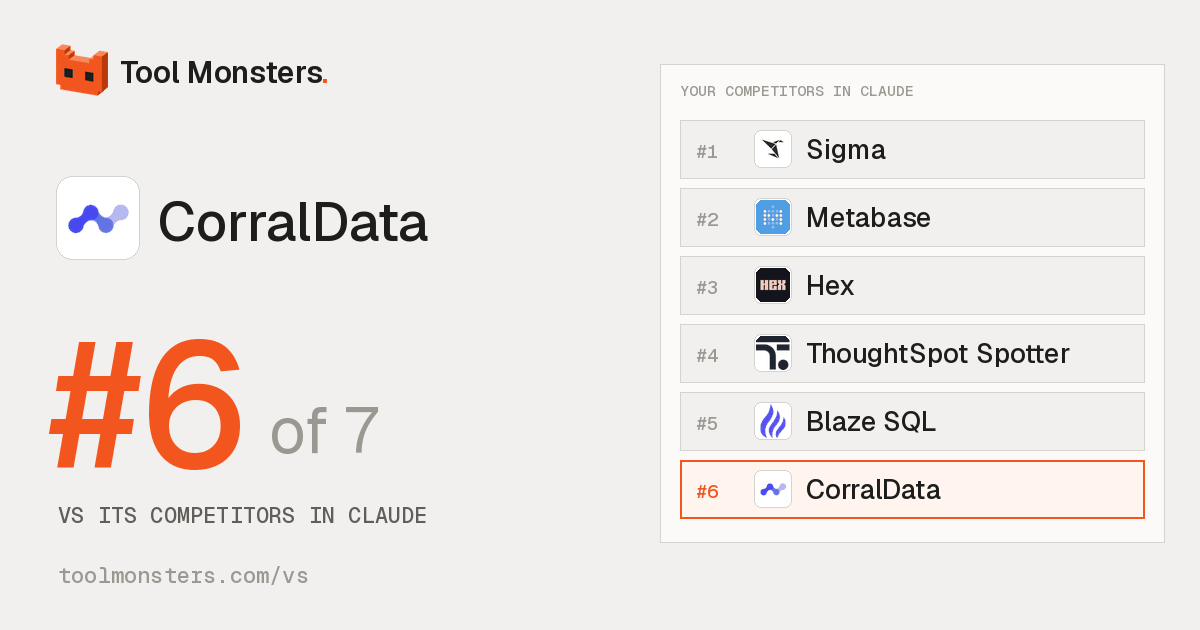 Tool Monsters.
CorralData
#6 of 7
VS ITS COMPETITORS IN CLAUDE
toolmonsters.com/vs
YOUR COMPETITORS IN CLAUDE
#1 Sigma
#2 Metabase
#3 HEX Hex
#4 ThoughtSpot Spotter
#5 Blaze SQL
#6 CorralData